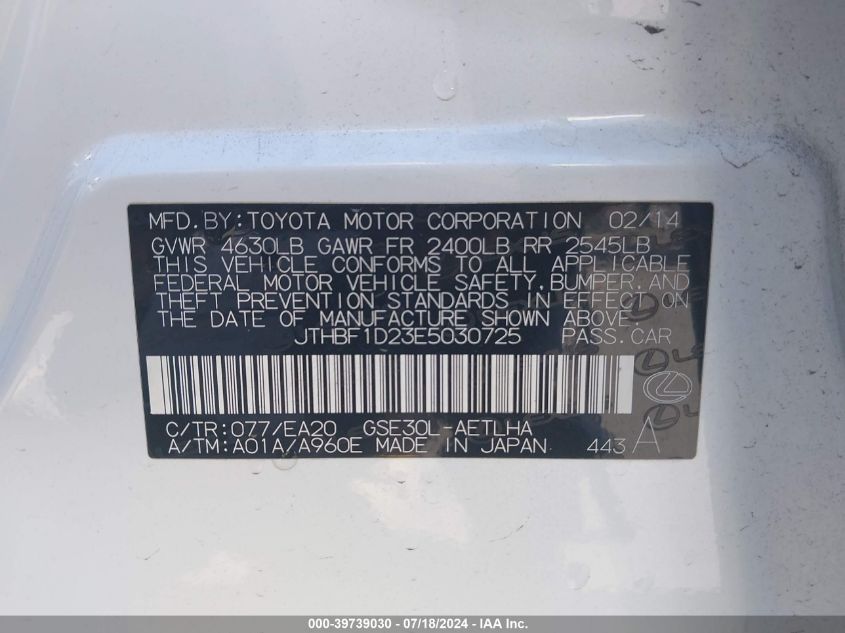 MFD. BY: TOYOTA MOTOR CORPORATION 02/14
GVWR 4630LB GAWR FR 2400LB RR 2545LB
THIS VEHICLE CONFORMS TO ALL APPLICABLE
FEDERAL MOTOR VEHICLE SAFETY, BUMPER, AND
THEFT PREVENTION STANDARDS IN EFFECT ON
THE DATE OF MANUFACTURE SHOWN ABOVE.
JTHBF1D23E5030725 PASS. CAR
C/TR: 077/EA20 GSE30L-AETLHA
A/TM: A01A/A960E MADE IN JAPAN 443 A
000-39739030 - 07/18/2024 - IAA Inc.